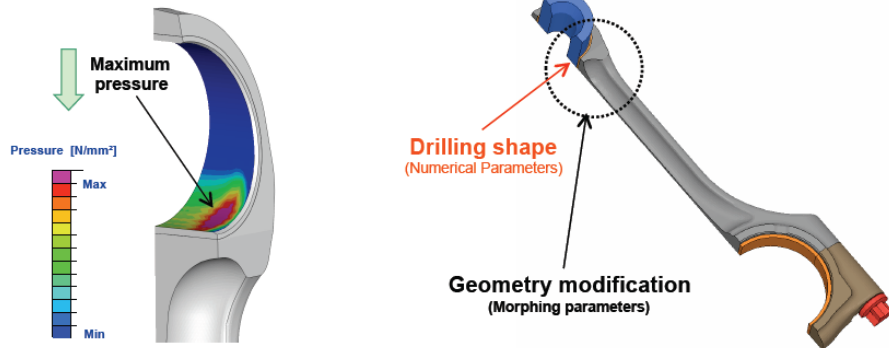 Maximum
pressure
Pressure [N/mm²]
Max
Min
Drilling shape
(Numerical Parameters)
Geometry modification
(Morphing parameters)